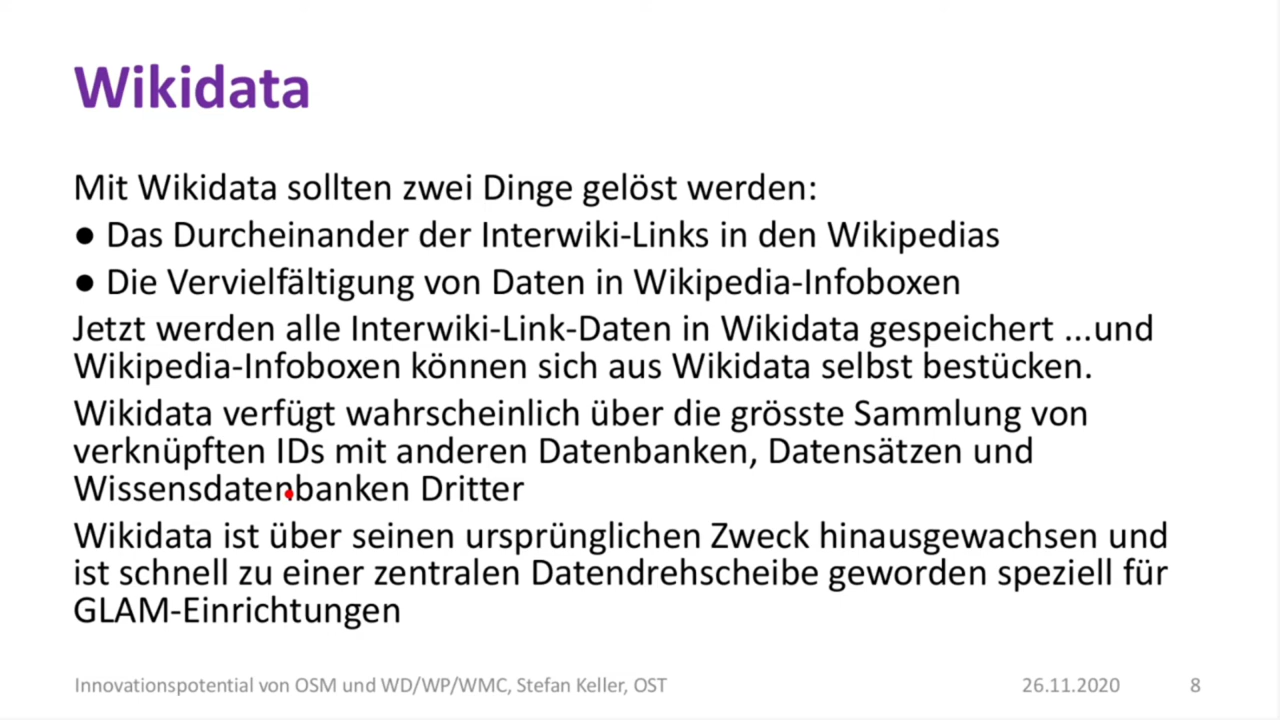 Wikidata
Mit Wikidata sollten zwei Dinge gelöst werden:
● Das Durcheinander der Interwiki-Links in den Wikipedias
● Die Vervielfältigung von Daten in Wikipedia-Infoboxen
Jetzt werden alle Interwiki-Link-Daten in Wikidata gespeichert ...und
Wikipedia-Infoboxen können sich aus Wikidata selbst bestücken.
Wikidata verfügt wahrscheinlich über die grösste Sammlung von
verknüpften IDs mit anderen Datenbanken, Datensätzen und
Wissensdatenbanken Dritter
Wikidata ist über seinen ursprünglichen Zweck hinausgewachsen und
ist schnell zu einer zentralen Datendrehscheibe geworden speziell für
GLAM-Einrichtungen
Innovationspotential von OSM und WD/WP/WMC, Stefan Keller, OST 26.11.2020 8